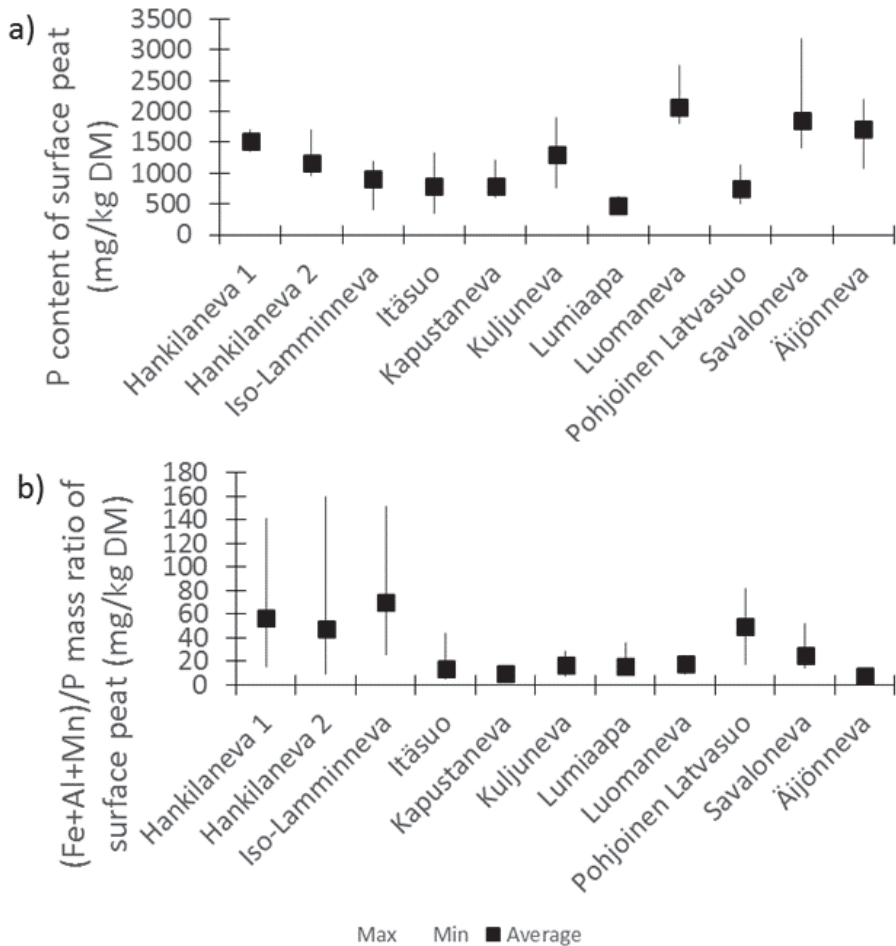 a)
P content of surface peat
(mg/kg DM)
3500
3000
2500
2000
1500
1000
500
0
Hankilaneva 1
Hankilaneva 2
Iso-Lamminneva
Itäsuo
Kapustaneva
Kuljuneva
Lumiaapa
Luomaneva
Pohjoinen Latvasuo
Savaloneva
Äijönneva
b)
(Fe+Al+Mn)/P mass ratio of
surface peat (mg/kg DM)
180
160
140
120
100
80
60
40
20
0
Hankilaneva 1
Hankilaneva 2
Iso-Lamminneva
Itäsuo
Kapustaneva
Kuljuneva
Lumiaapa
Luomaneva
Pohjoinen Latvasuo
Savaloneva
Äijönneva
Max Min Average